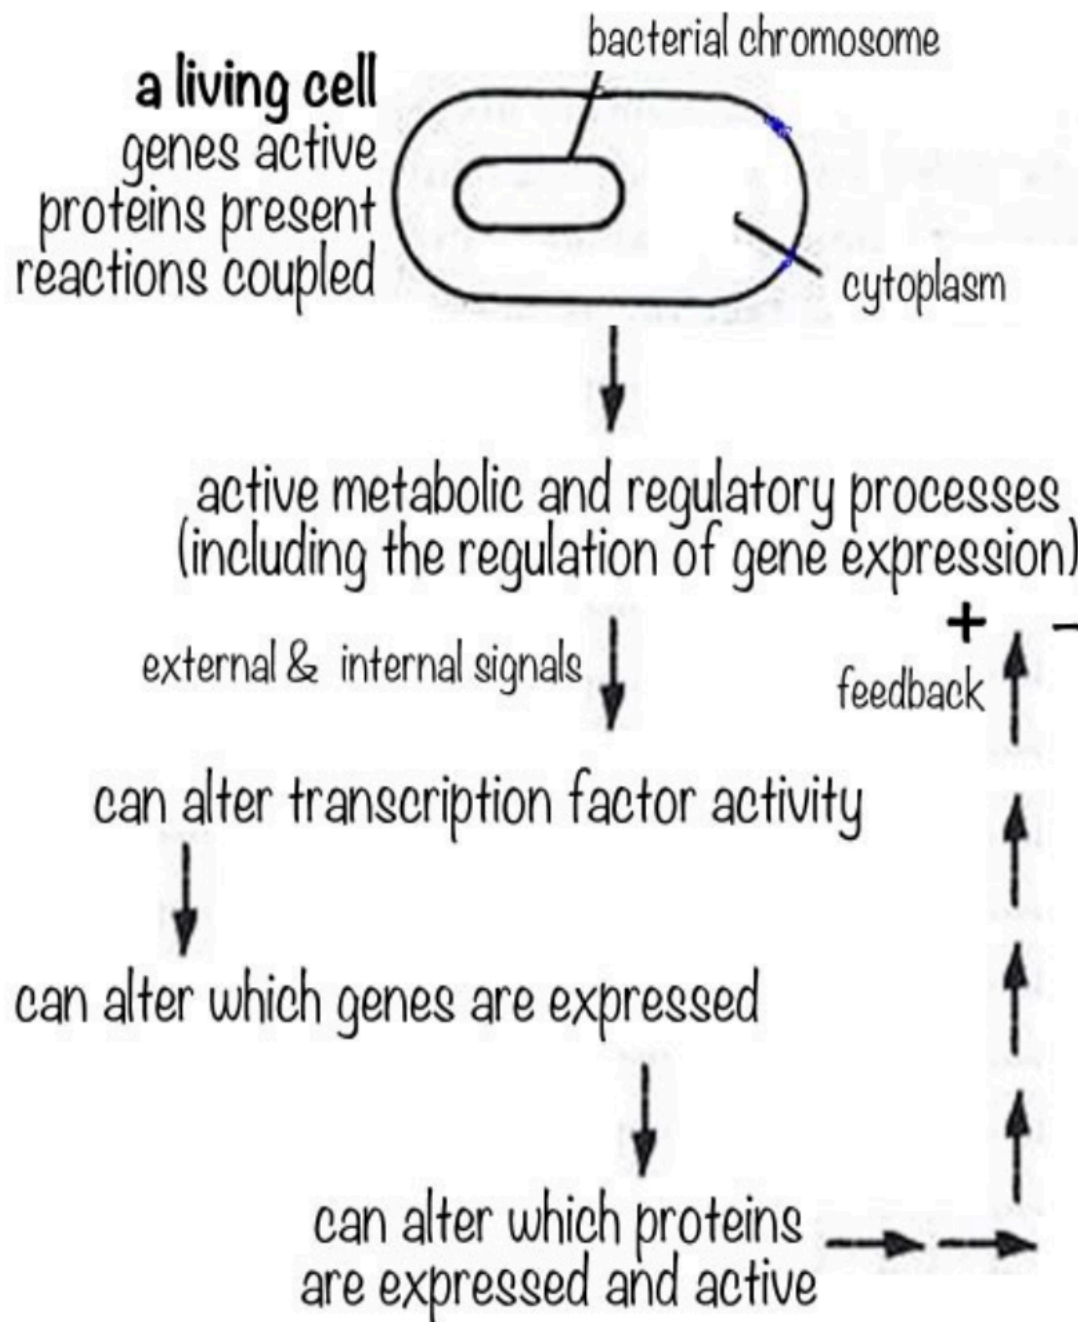 bacterial chromosome
a living cell
genes active
proteins present
reactions coupled
cytoplasm
active metabolic and regulatory processes
(including the regulation of gene expression)
+ –
external & internal signals
feedback
can alter transcription factor activity
can alter which genes are expressed
can alter which proteins
are expressed and active